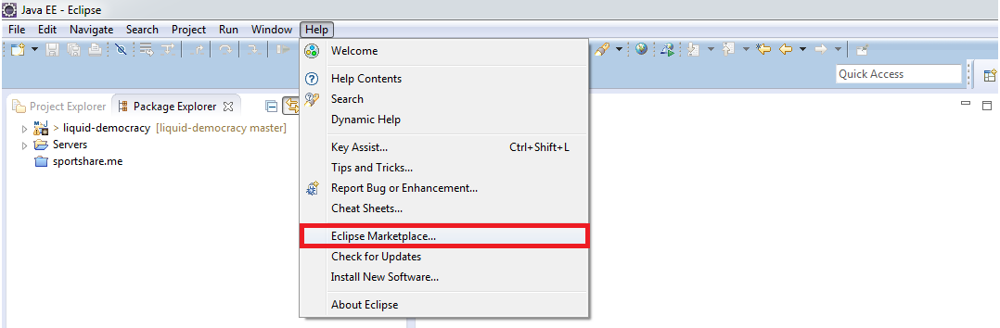 Java EE - Eclipse
File Edit Navigate Search Project Run Window Help
Welcome
Help Contents
Search
Dynamic Help
Key Assist... Ctrl+Shift+L
Tips and Tricks...
Report Bug or Enhancement...
Cheat Sheets...
Eclipse Marketplace...
Check for Updates
Install New Software...
About Eclipse
Quick Access
Project Explorer Package Explorer
> liquid-democracy [liquid-democracy master]
Servers
sportshare.me